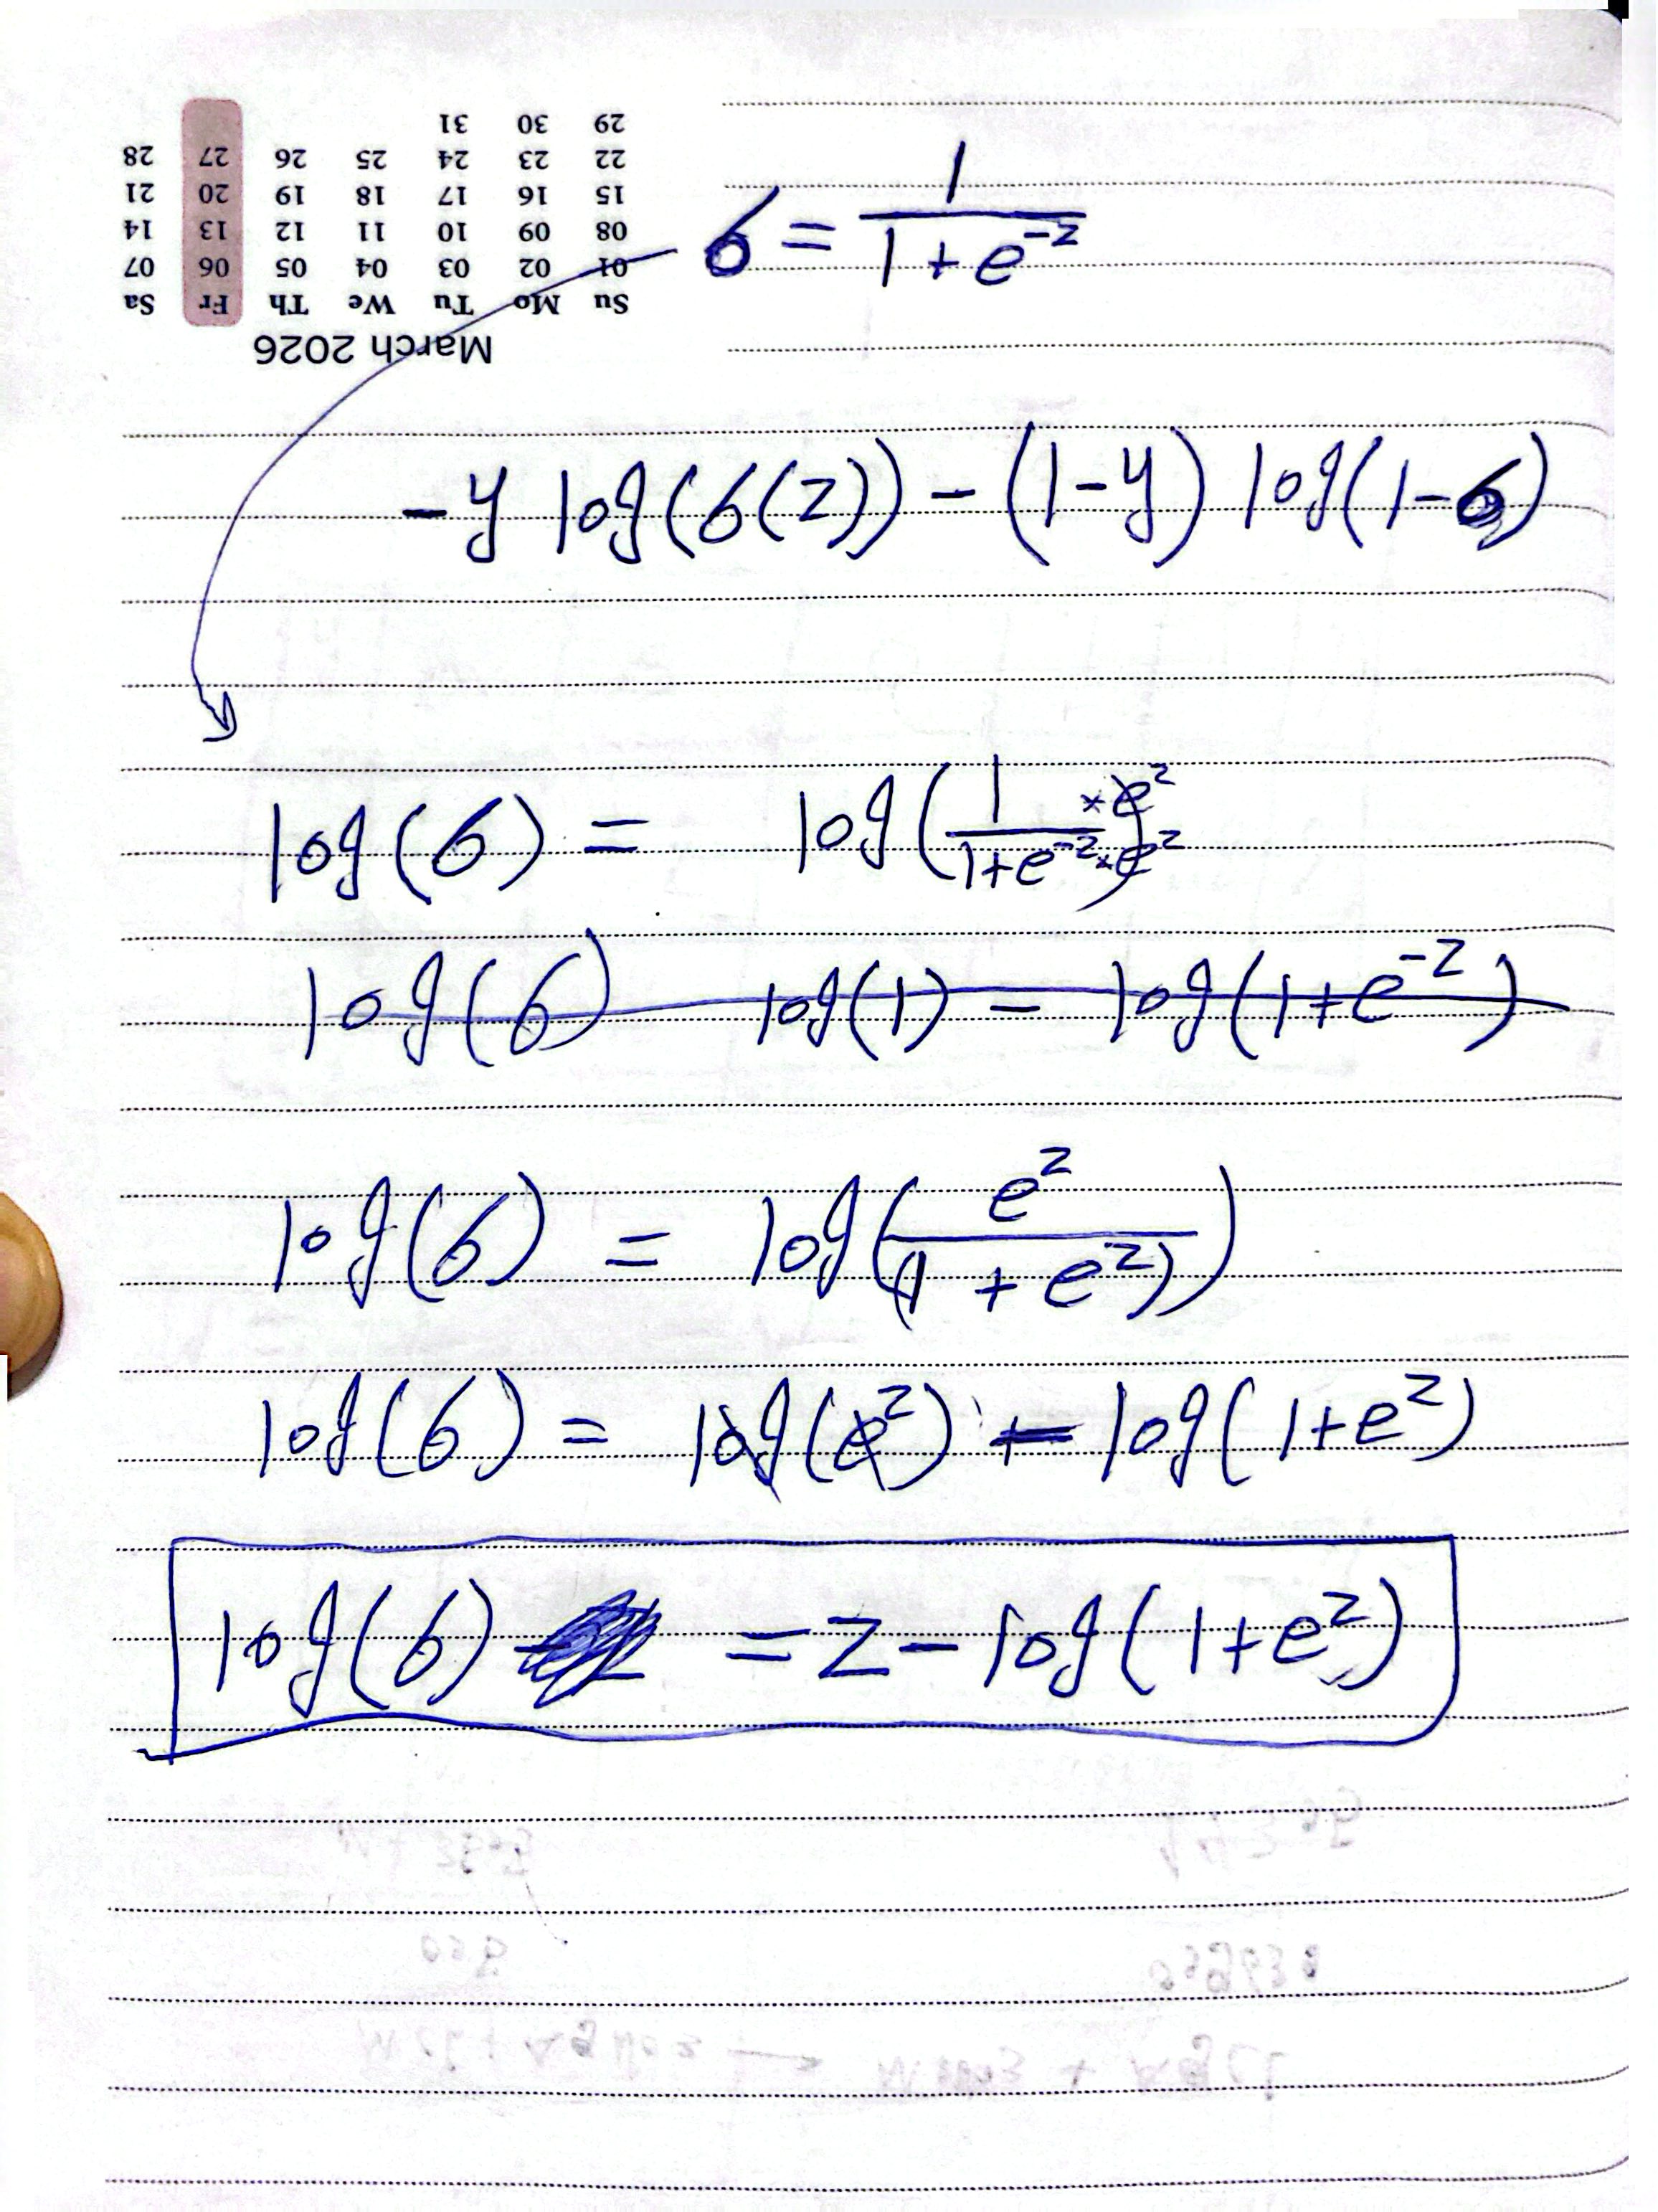 σ = 1 / (1 + e^-z)
-y log(σ(z)) - (1-y) log(1-σ)
log(σ) = log(1 × e^z / 1+e^-z × e^z)
log(σ) log(1) - log(1+e^-z)
log(σ) = log(e^z / (1 + e^z))
log(σ) = log(e^z) - log(1+e^z)
log(σ) = z - log(1+e^z)
March 2026
Su Mo Tu We Th Fr Sa
01 02 03 04 05 06 07
08 09 10 11 12 13 14
15 16 17 18 19 20 21
22 23 24 25 26 27 28
29 30 31